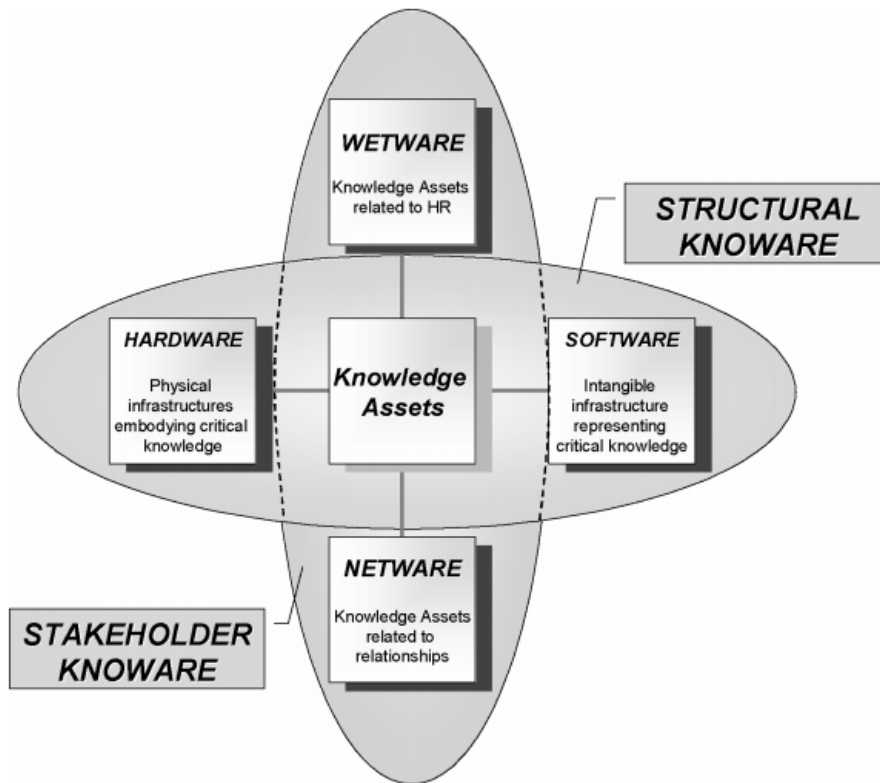 WETWARE
Knowledge Assets
related to HR
STRUCTURAL
KNOWARE
HARDWARE
Physical
infrastructures
embodying critical
knowledge
Knowledge
Assets
SOFTWARE
Intangible
infrastructure
representing
critical knowledge
NETWARE
Knowledge Assets
related to
relationships
STAKEHOLDER
KNOWARE